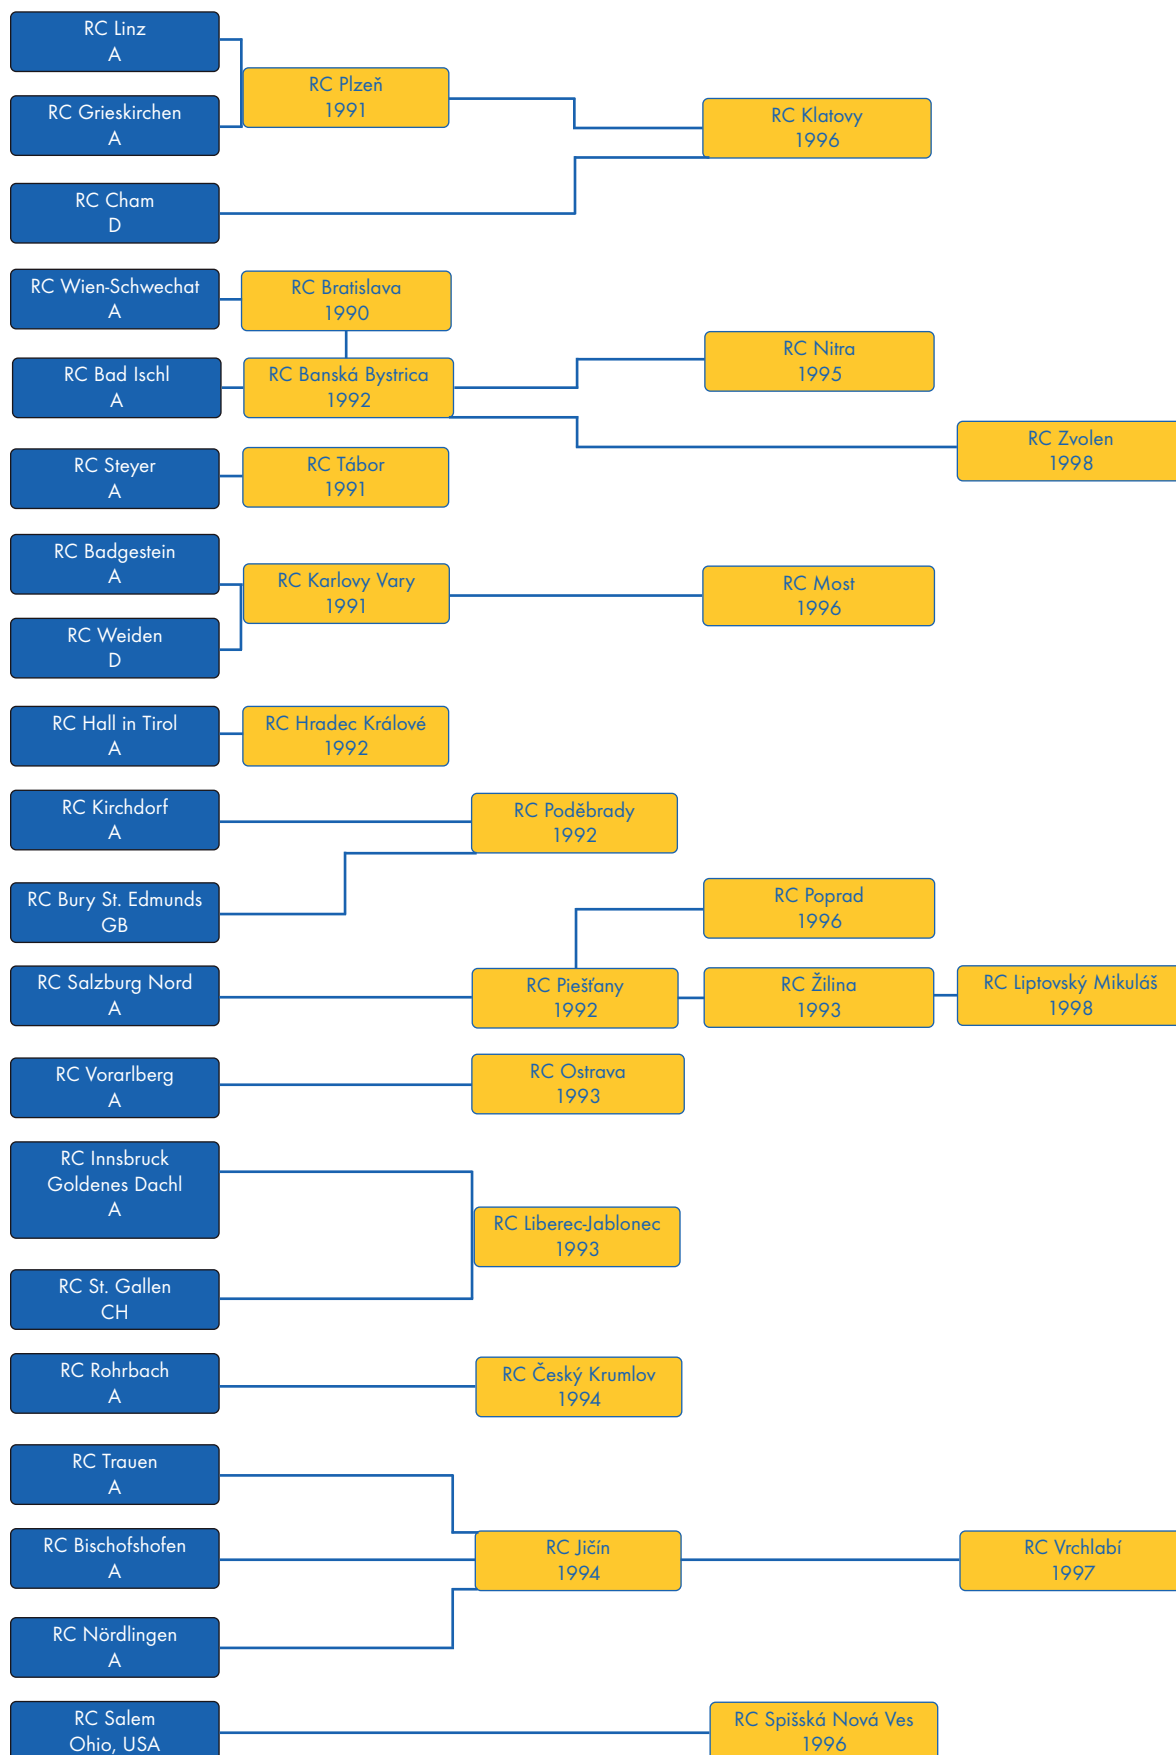 RC Linz
A
RC Grieskirchen
A
RC Plzeň
1991
RC Klatovy
1996
RC Cham
D
RC Wien-Schwechat
A
RC Bratislava
1990
RC Bad Ischl
A
RC Banská Bystrica
1992
RC Nitra
1995
RC Zvolen
1998
RC Steyer
A
RC Tábor
1991
RC Badgestein
A
RC Weiden
D
RC Karlovy Vary
1991
RC Most
1996
RC Hall in Tirol
A
RC Hradec Králové
1992
RC Kirchdorf
A
RC Poděbrady
1992
RC Bury St. Edmunds
GB
RC Poprad
1996
RC Salzburg Nord
A
RC Piešťany
1992
RC Žilina
1993
RC Liptovský Mikuláš
1998
RC Vorarlberg
A
RC Ostrava
1993
RC Innsbruck
Goldenes Dachl
A
RC Liberec-Jablonec
1993
RC St. Gallen
CH
RC Rohrbach
A
RC Český Krumlov
1994
RC Trauen
A
RC Bischofshofen
A
RC Jičín
1994
RC Vrchlabí
1997
RC Nördlingen
A
RC Salem
Ohio, USA
RC Spišská Nová Ves
1996